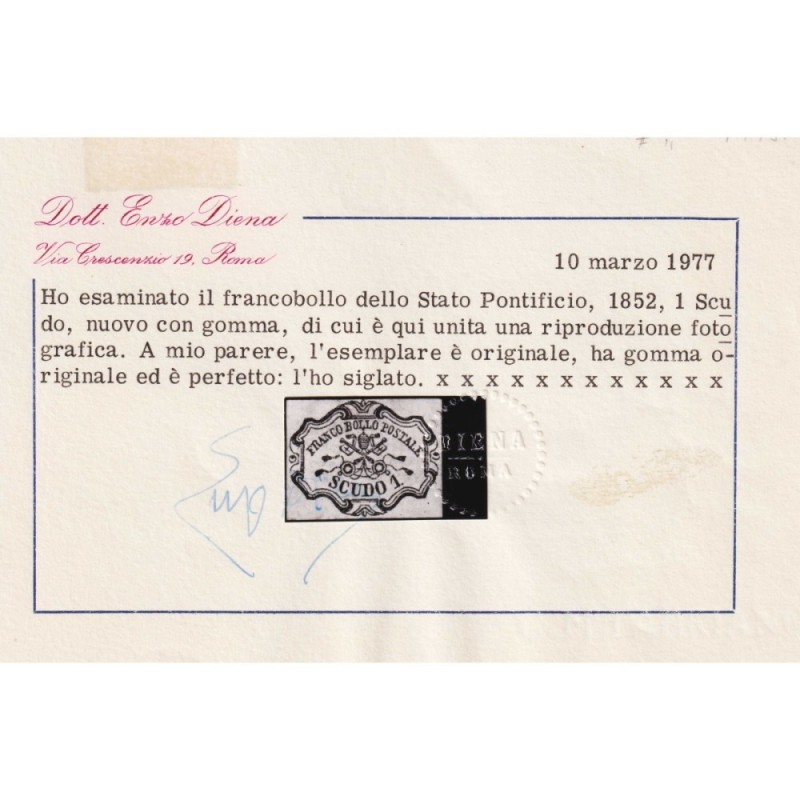 Dott. Enzo Diena
Via Crescenzio 19, Roma
10 marzo 1977
Ho esaminato il francobollo dello Stato Pontificio, 1852, 1 Scu
do, nuovo con gomma, di cui è qui unita una riproduzione foto
grafica. A mio parere, l'esemplare è originale, ha gomma o-
riginale ed è perfetto: l'ho siglato. x x x x x x x x x x x x
FRANCO BOLLO POSTALE
SCUDO 1
DIENA
ROMA